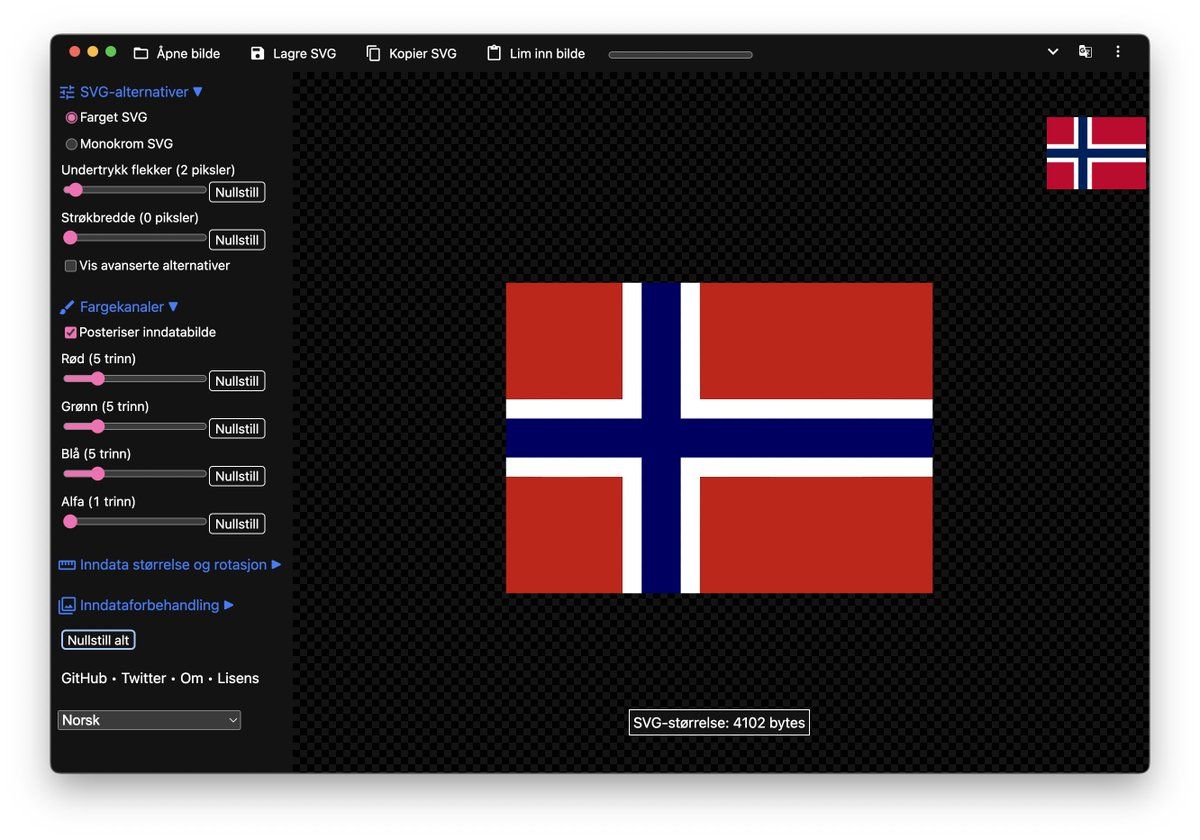 Åpne bilde
Lagre SVG
Kopier SVG
Lim inn bilde
SVG-alternativer ▼
Farget SVG
Monokrom SVG
Undertrykk flekker (2 piksler)
Nullstill
Strøkbredde (0 piksler)
Nullstill
Vis avanserte alternativer
Fargekanaler ▼
Posteriser inndatabilde
Rød (5 trinn)
Nullstill
Grønn (5 trinn)
Nullstill
Blå (5 trinn)
Nullstill
Alfa (1 trinn)
Nullstill
Inndata størrelse og rotasjon ▶
Inndataforbehandling ▶
Nullstill alt
GitHub • Twitter • Om • Lisens
Norsk
SVG-størrelse: 4102 bytes